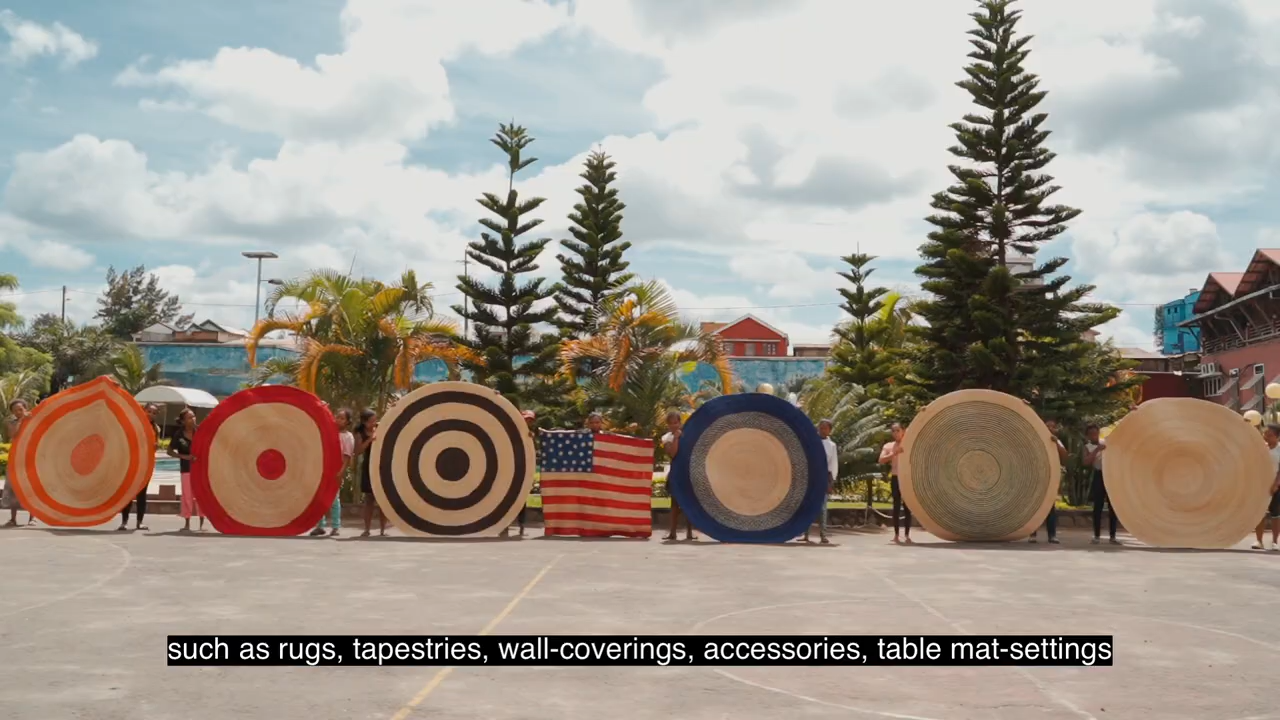 such as rugs, tapestries, wall-coverings, accessories, table mat-settings